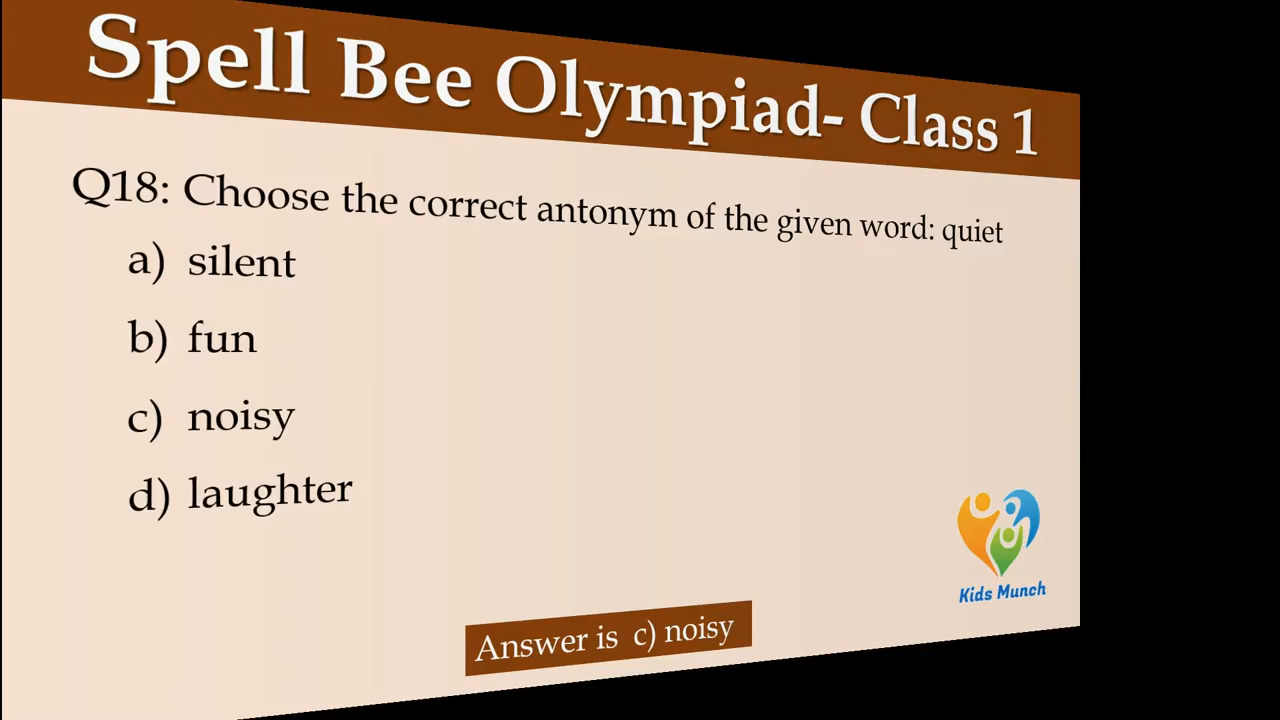 Spell Bee Olympiad- Class 1
Q18: Choose the correct antonym of the given word: quiet
a) silent
b) fun
c) noisy
d) laughter
Kids Munch
Answer is c) noisy